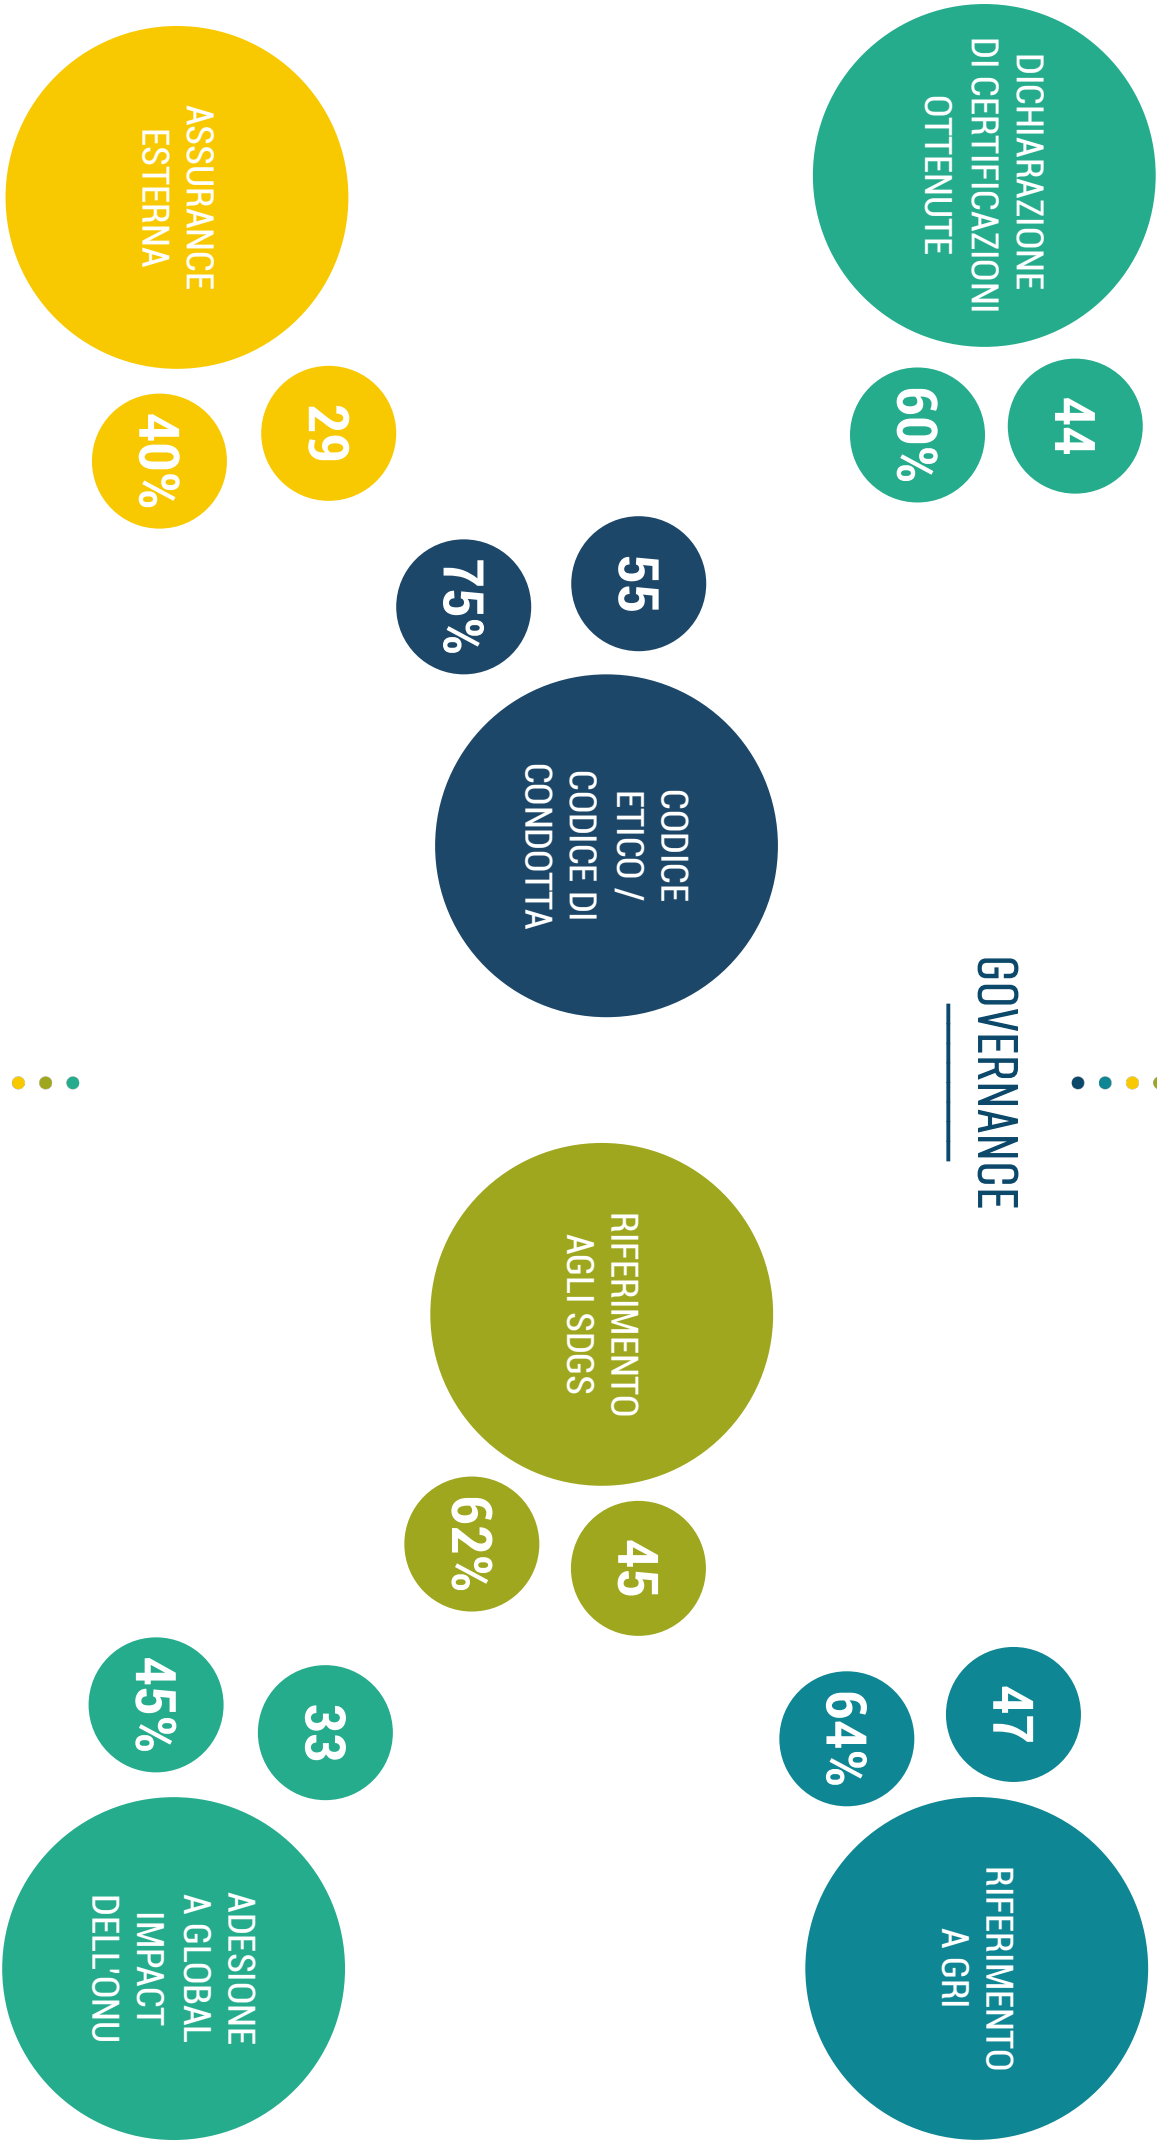 GOVERNANCE
DICHIARAZIONE
DI CERTIFICAZIONI
OTTENUTE
44
60%
RIFERIMENTO
A GRI
47
64%
CODICE
ETICO /
CODICE DI
CONDOTTA
55
75%
RIFERIMENTO
AGLI SDGS
45
62%
ASSURANCE
ESTERNA
29
40%
ADESIONE
A GLOBAL
IMPACT
DELL'ONU
33
45%